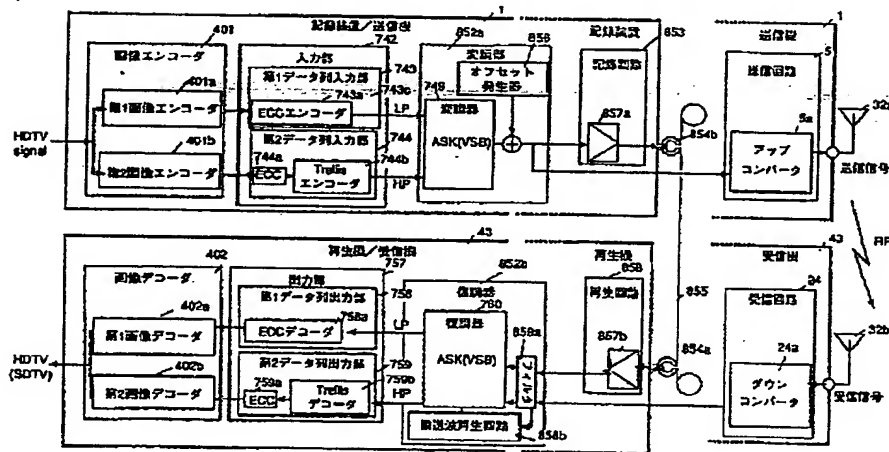 記録装置/送信機
1
画像エンコーダ
401
第1画像エンコーダ
401a
第2画像エンコーダ
401b
HDTV
signal
入力部
742
第1データ列入力部
743
743c
743a
ECCエンコーダ
LP
第2データ列入力部
744
744a
ECC
744b
Trellis
エンコーダ
HP
852a
変調部
856
オフセット
発生器
749
変調器
ASK(VSB)
記録装置
853
記録回路
857a
854b
送信機
1
送信回路
5
5a
アップ
コンバータ
32a
送信信号
RF
再生機/受信機
43
画像デコーダ
402
402a
第1画像デコーダ
402b
第2画像デコーダ
HDTV
(SDTV)
出力部
757
第1データ列出力部
758
758a
ECCデコーダ
LP
第2データ列出力部
759
759a
ECC
759b
Trellis
デコーダ
HP
852b
復調部
760
復調器
ASK(VSB)
858a
フィルタ
搬送波再生回路
858b
再生機
858
再生回路
857b
854a
855
受信機
43
受信回路
24
24a
ダウン
コンバータ
32b
受信信号